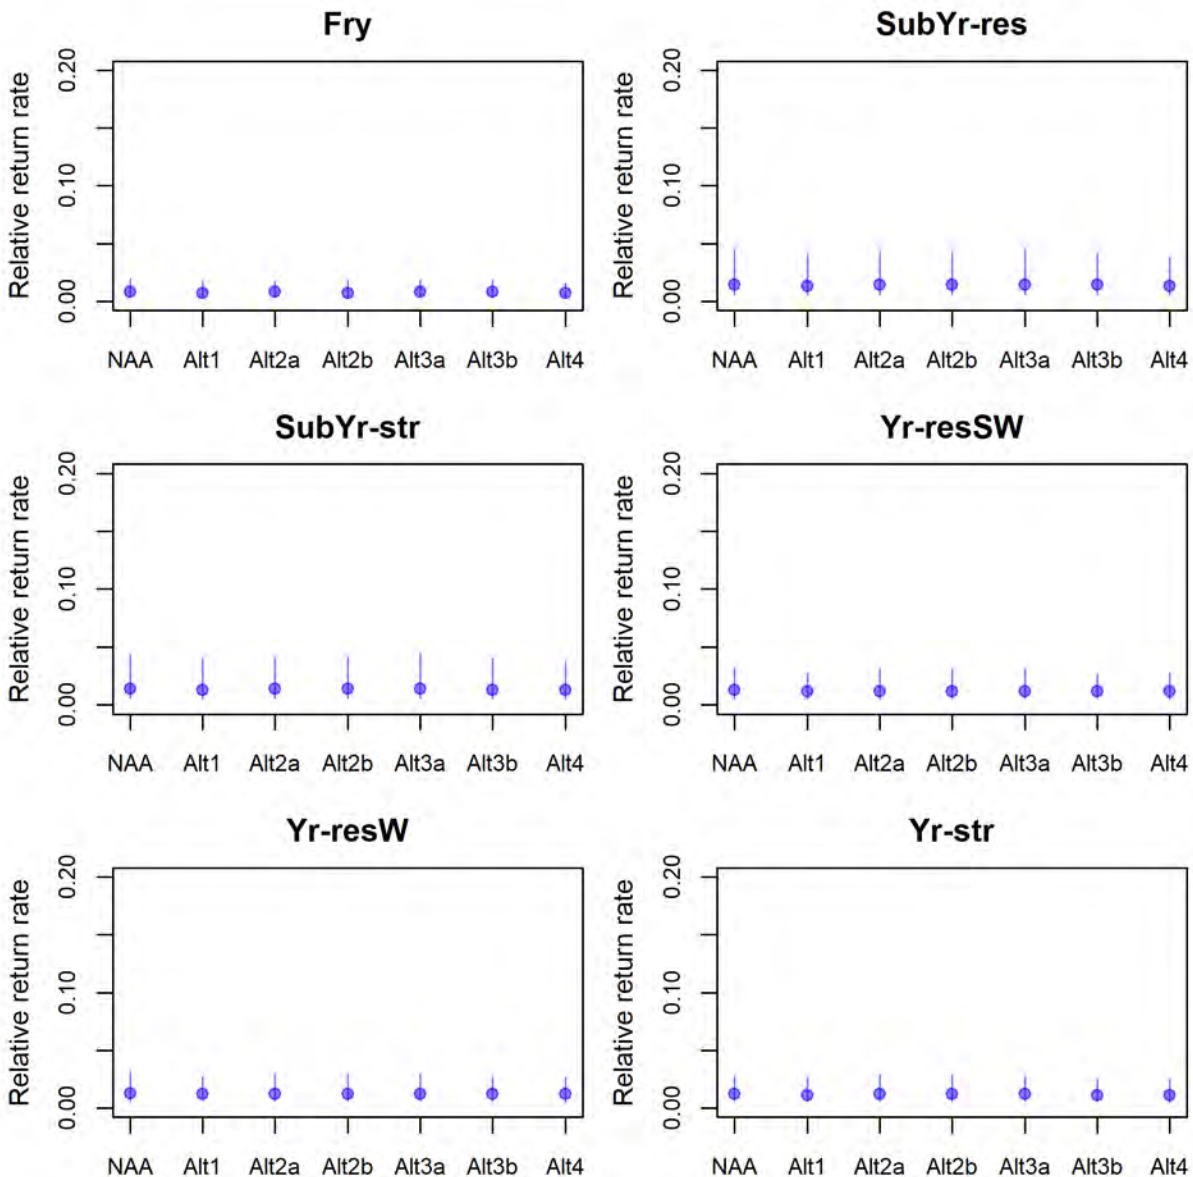 Fry
SubYr-res
Relative return rate
0.20
0.10
0.00
NAA Alt1 Alt2a Alt2b Alt3a Alt3b Alt4
Relative return rate
0.20
0.10
0.00
NAA Alt1 Alt2a Alt2b Alt3a Alt3b Alt4
SubYr-str
Yr-resSW
Relative return rate
0.20
0.10
0.00
NAA Alt1 Alt2a Alt2b Alt3a Alt3b Alt4
Relative return rate
0.20
0.10
0.00
NAA Alt1 Alt2a Alt2b Alt3a Alt3b Alt4
Yr-resW
Yr-str
Relative return rate
0.20
0.10
0.00
NAA Alt1 Alt2a Alt2b Alt3a Alt3b Alt4
Relative return rate
0.20
0.10
0.00
NAA Alt1 Alt2a Alt2b Alt3a Alt3b Alt4